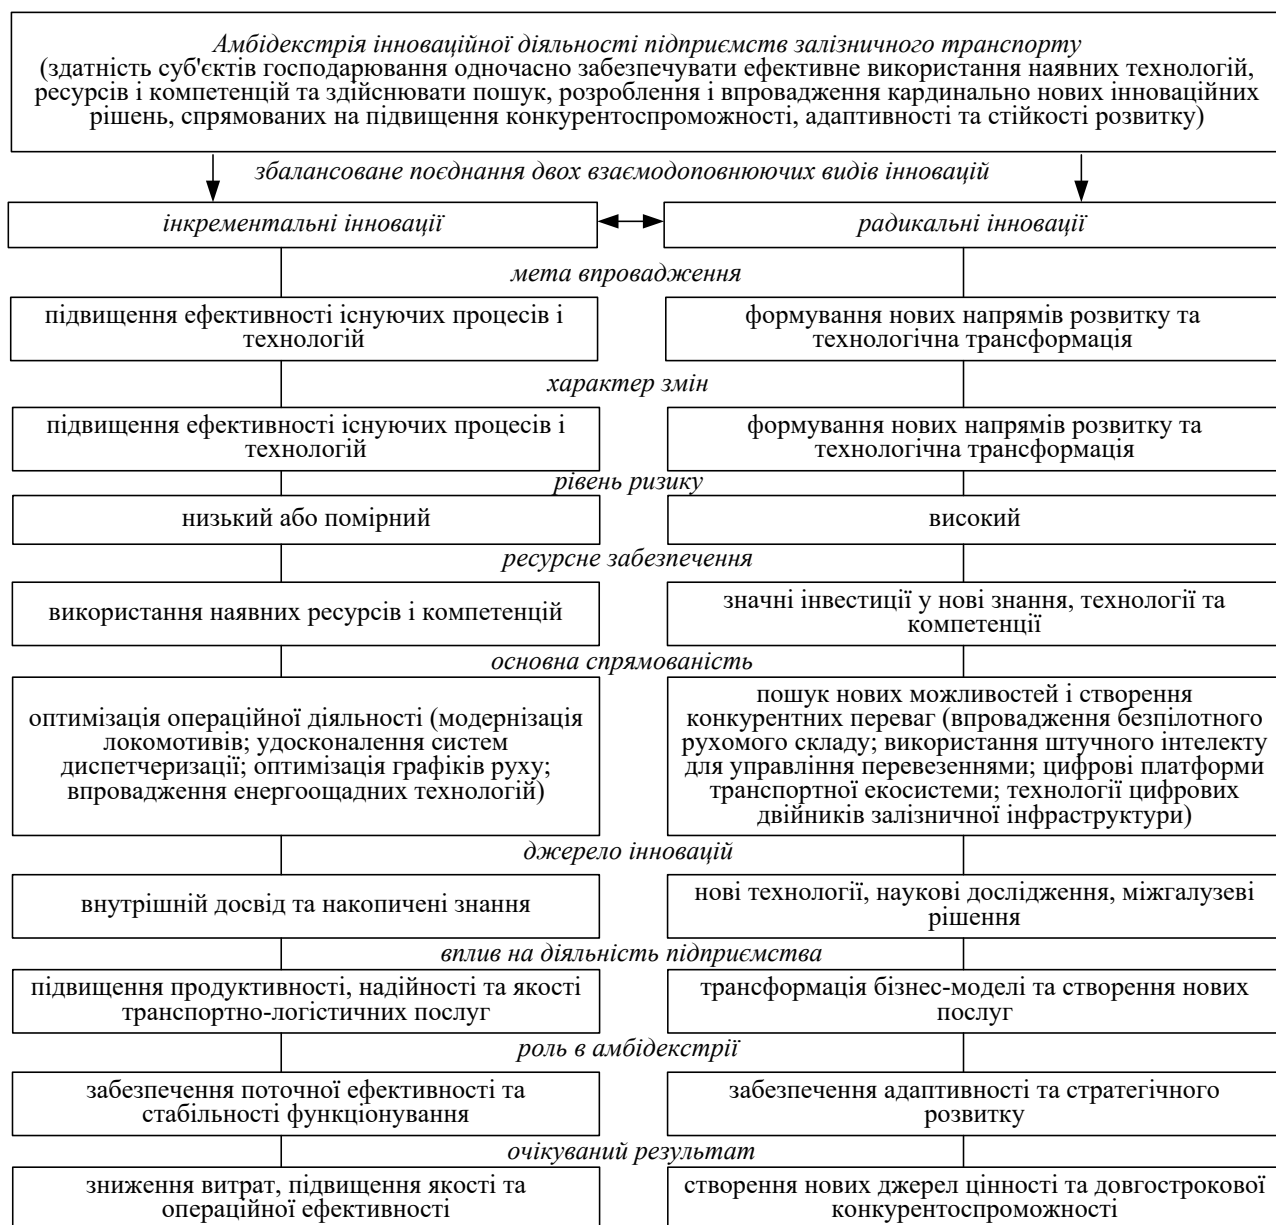 Амбідекстрія інноваційної діяльності підприємств залізничного транспорту
(здатність суб'єктів господарювання одночасно забезпечувати ефективне використання наявних технологій,
ресурсів і компетенцій та здійснювати пошук, розроблення і впровадження кардинально нових інноваційних
рішень, спрямованих на підвищення конкурентоспроможності, адаптивності та стійкості розвитку)
збалансоване поєднання двох взаємодоповнюючих видів інновацій
інкрементальні інновації
радикальні інновації
мета впровадження
підвищення ефективності існуючих процесів і
технологій
формування нових напрямів розвитку та
технологічна трансформація
характер змін
підвищення ефективності існуючих процесів і
технологій
формування нових напрямів розвитку та
технологічна трансформація
рівень ризику
низький або помірний
високий
ресурсне забезпечення
використання наявних ресурсів і компетенцій
значні інвестиції у нові знання, технології та
компетенції
основна спрямованість
оптимізація операційної діяльності (модернізація
локомотивів; удосконалення систем
диспетчеризації; оптимізація графіків руху;
впровадження енергоощадних технологій)
пошук нових можливостей і створення
конкурентних переваг (впровадження безпілотного
рухомого складу; використання штучного інтелекту
для управління перевезеннями; цифрові платформи
транспортної екосистеми; технології цифрових
двійників залізничної інфраструктури)
джерело інновацій
внутрішній досвід та накопичені знання
нові технології, наукові дослідження, міжгалузеві
рішення
вплив на діяльність підприємства
підвищення продуктивності, надійності та якості
транспортно-логістичних послуг
трансформація бізнес-моделі та створення нових
послуг
роль в амбідекстрії
забезпечення поточної ефективності та
стабільності функціонування
забезпечення адаптивності та стратегічного
розвитку
очікуваний результат
зниження витрат, підвищення якості та
операційної ефективності
створення нових джерел цінності та довгострокової
конкурентоспроможності